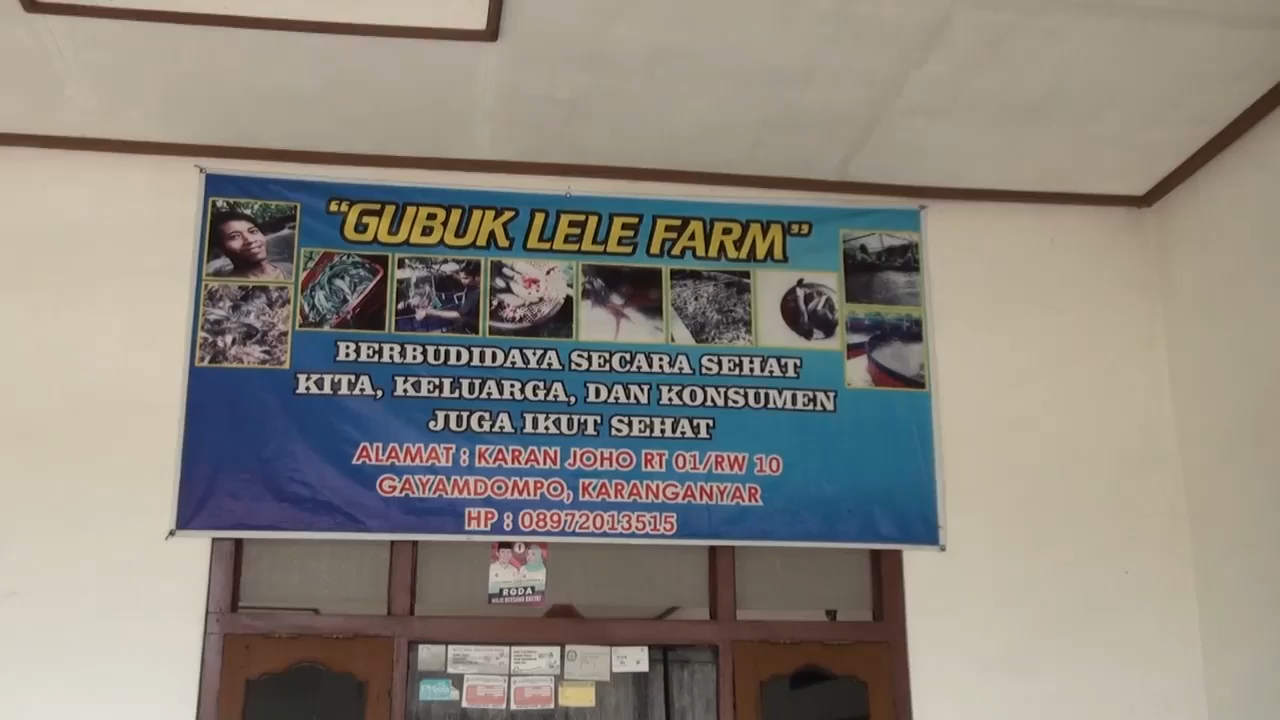 "GUBUK LELE FARM"
BERBUDIDAYA SECARA SEHAT
KITA, KELUARGA, DAN KONSUMEN
JUGA IKUT SEHAT
ALAMAT : KARAN JOHO RT 01/RW 10
GAYAMDOMPO, KARANGANYAR
HP : 08972013515
RODA